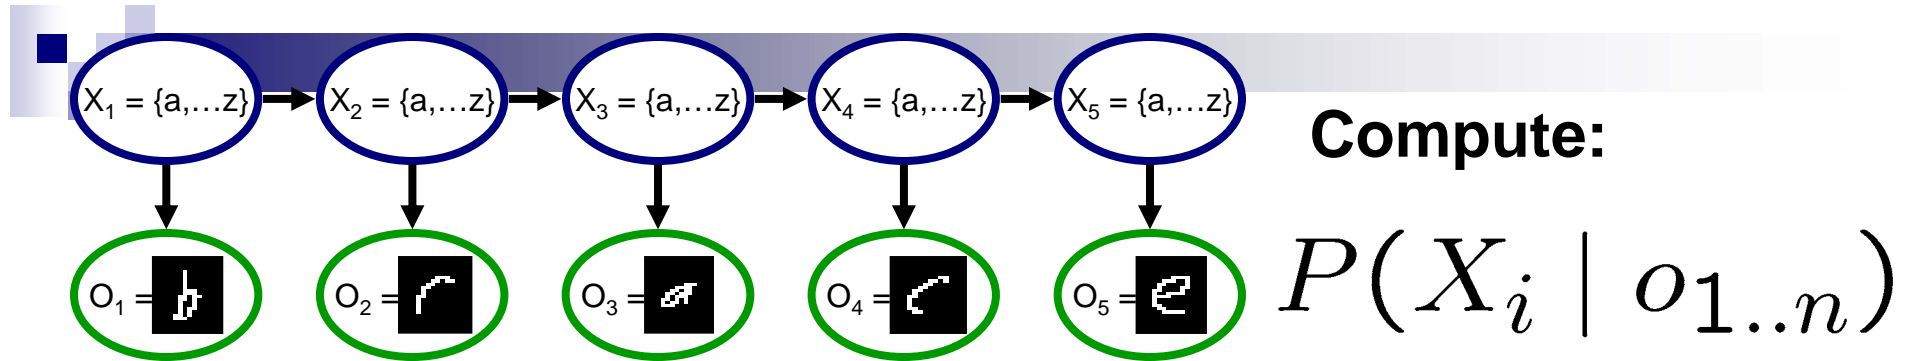 X₁ = {a,…z} X₂ = {a,…z} X₃ = {a,…z} X₄ = {a,…z} X₅ = {a,…z}
Compute:
O₁ = b O₂ = r O₃ = a O₄ = c O₅ = e
P(Xᵢ | o₁..ₙ)